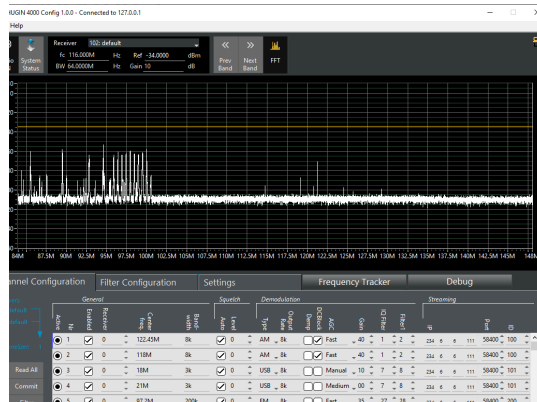 HUGIN 4000 Config 1.0.0 - Connected to 127.0.0.1
Help
System Status
Receiver 102: default
fc 116.000M Hz Ref -34.0000 dBm
BW 64.0000M Hz Gain 10 dB
Prev Band
Next Band
FFT
84M 87.5M 90M 92.5M 95M 97.5M 100M 102.5M 105M 107.5M 110M 112.5M 115M 117.5M 120M 122.5M 125M 127.5M 130M 132.5M 135M 137.5M 140M 142.5M 145M 148M
annel Configuration Filter Configuration Settings Frequency Tracker Debug
General Squelch Demodulation Streaming
Active Nr Enabled Receiver Center freq. Band- width Auto Level Type Output Rate Demp DCBlock AGC Gain IQ Filter Filter1 IP Port ID
1 0 122.45M 8k 0 AM 8k Fast 40 1 2 234 6 6 111 58400 100
2 0 118M 8k 0 AM 8k Fast 40 1 2 234 6 6 111 58400 100
3 0 18M 3k 0 USB 8k Manual 10 7 8 234 6 6 111 58400 101
4 0 21M 3k 0 USB 8k Medium 00 7 8 234 6 6 111 58400 101
Read All
Commit